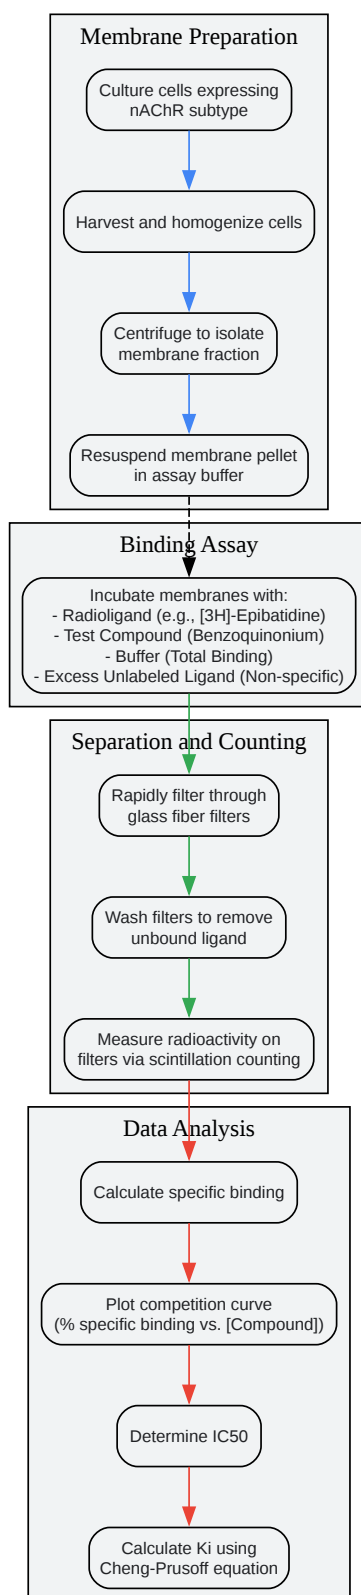 Membrane Preparation
Culture cells expressing
nAChR subtype
Harvest and homogenize cells
Centrifuge to isolate
membrane fraction
Resuspend membrane pellet
in assay buffer
Binding Assay
Incubate membranes with:
- Radioligand (e.g., [3H]-Epibatidine)
- Test Compound (Benzoquinonium)
- Buffer (Total Binding)
- Excess Unlabeled Ligand (Non-specific)
Separation and Counting
Rapidly filter through
glass fiber filters
Wash filters to remove
unbound ligand
Measure radioactivity on
filters via scintillation counting
Data Analysis
Calculate specific binding
Plot competition curve
(% specific binding vs. [Compound])
Determine IC50
Calculate Ki using
Cheng-Prusoff equation